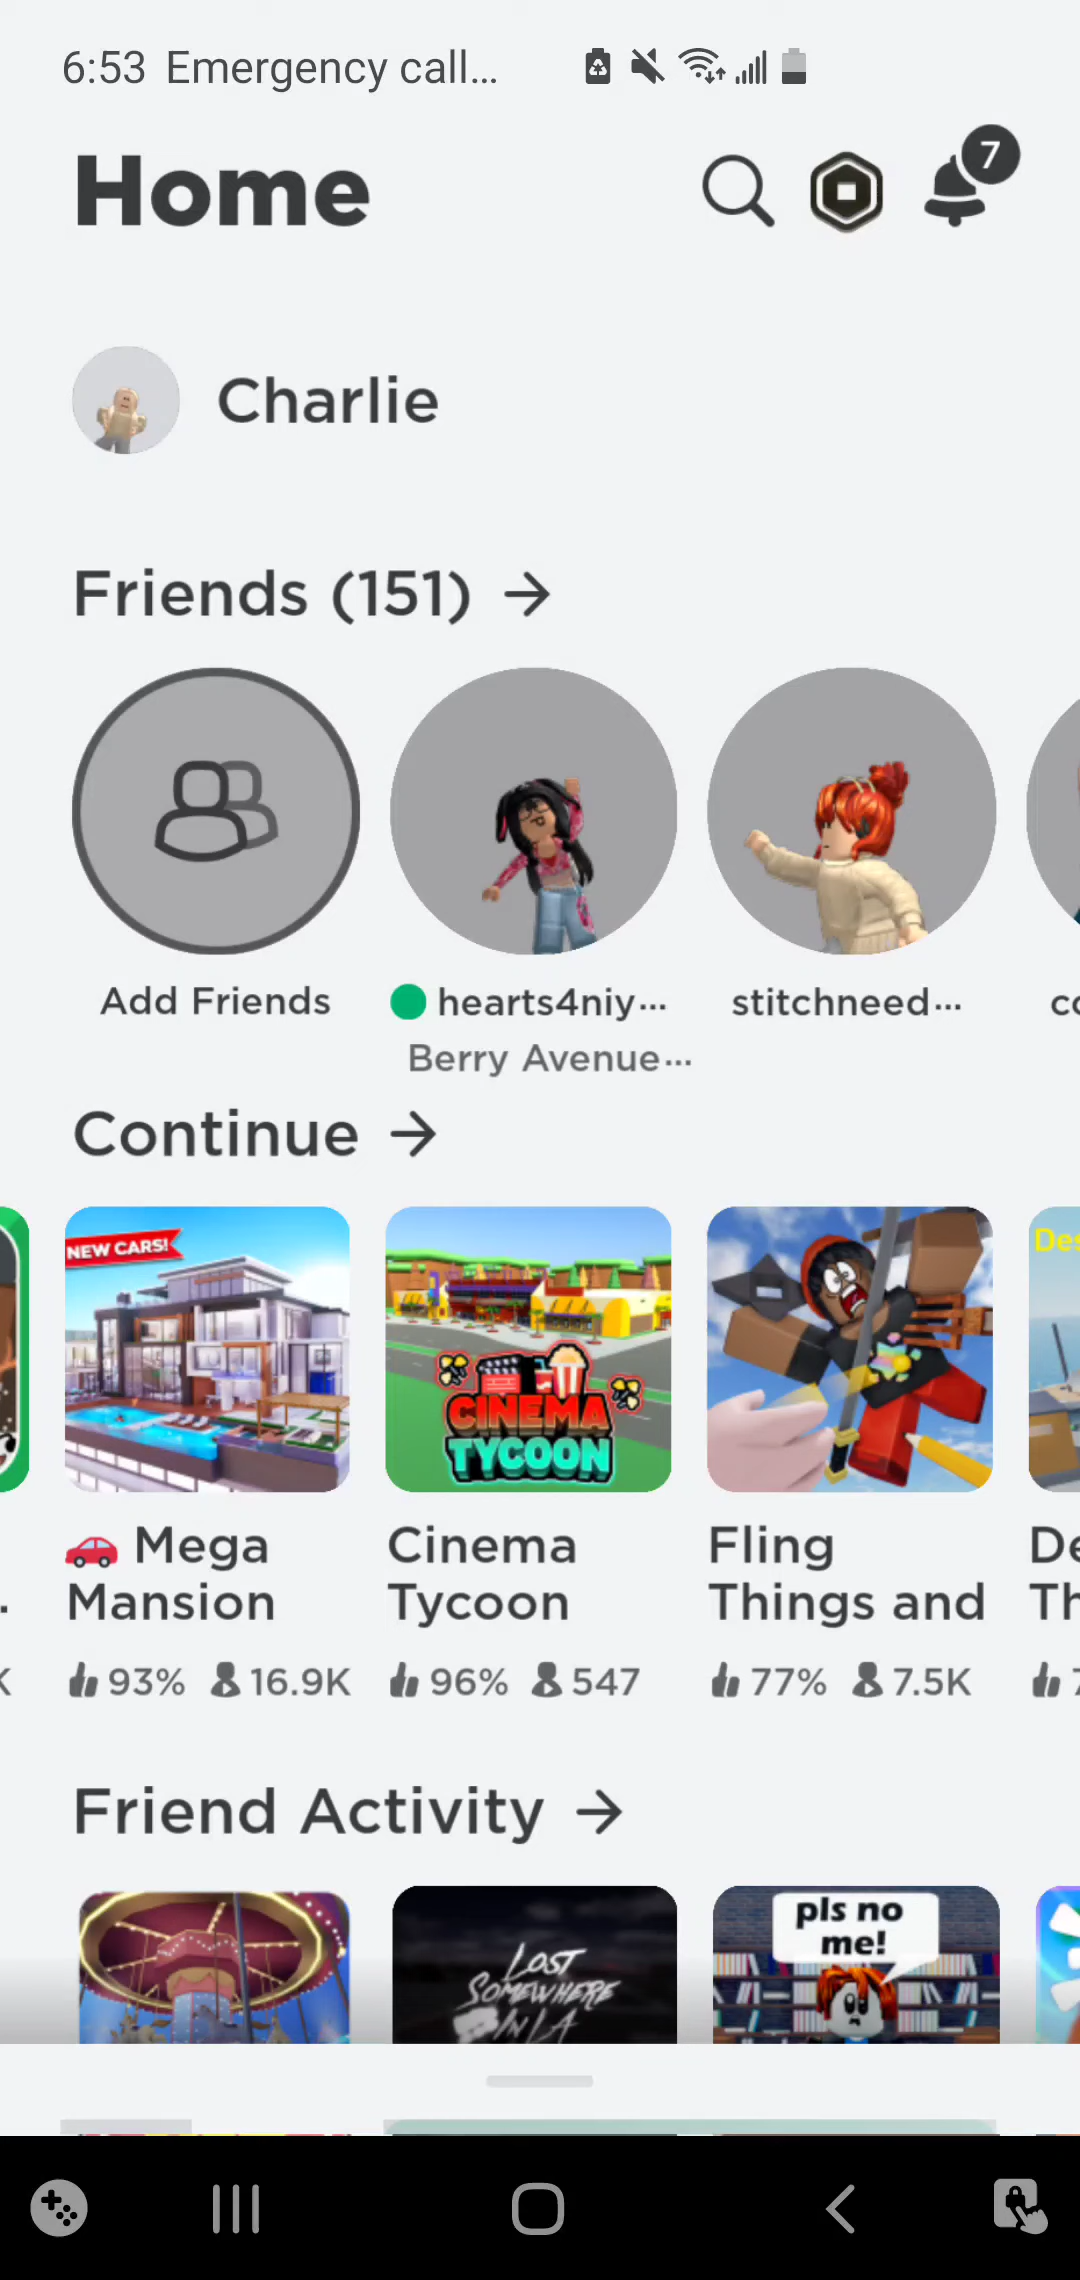 6:53 Emergency call...
Home
7
Charlie
Friends (151)
Add Friends
hearts4niy...
stitchneed...
Berry Avenue...
Continue
NEW CARS!
CINEMA
TYCOON
Mega
Mansion
Cinema
Tycoon
Fling
Things and
93% 16.9K
96% 547
77% 7.5K
Friend Activity
LOST
SOMEWHERE
IN LA
pls no
me!